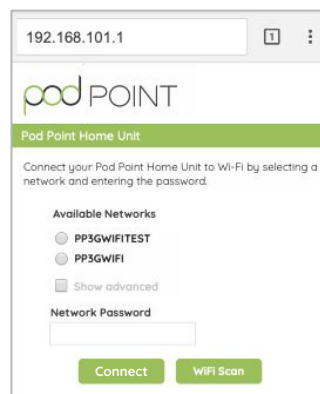 192.168.101.1
1
pod POINT
Pod Point Home Unit
Connect your Pod Point Home Unit to Wi-Fi by selecting a
network and entering the password.
Available Networks
PP3GWIFITEST
PP3GWIFI
Show advanced
Network Password
Connect
WiFi Scan